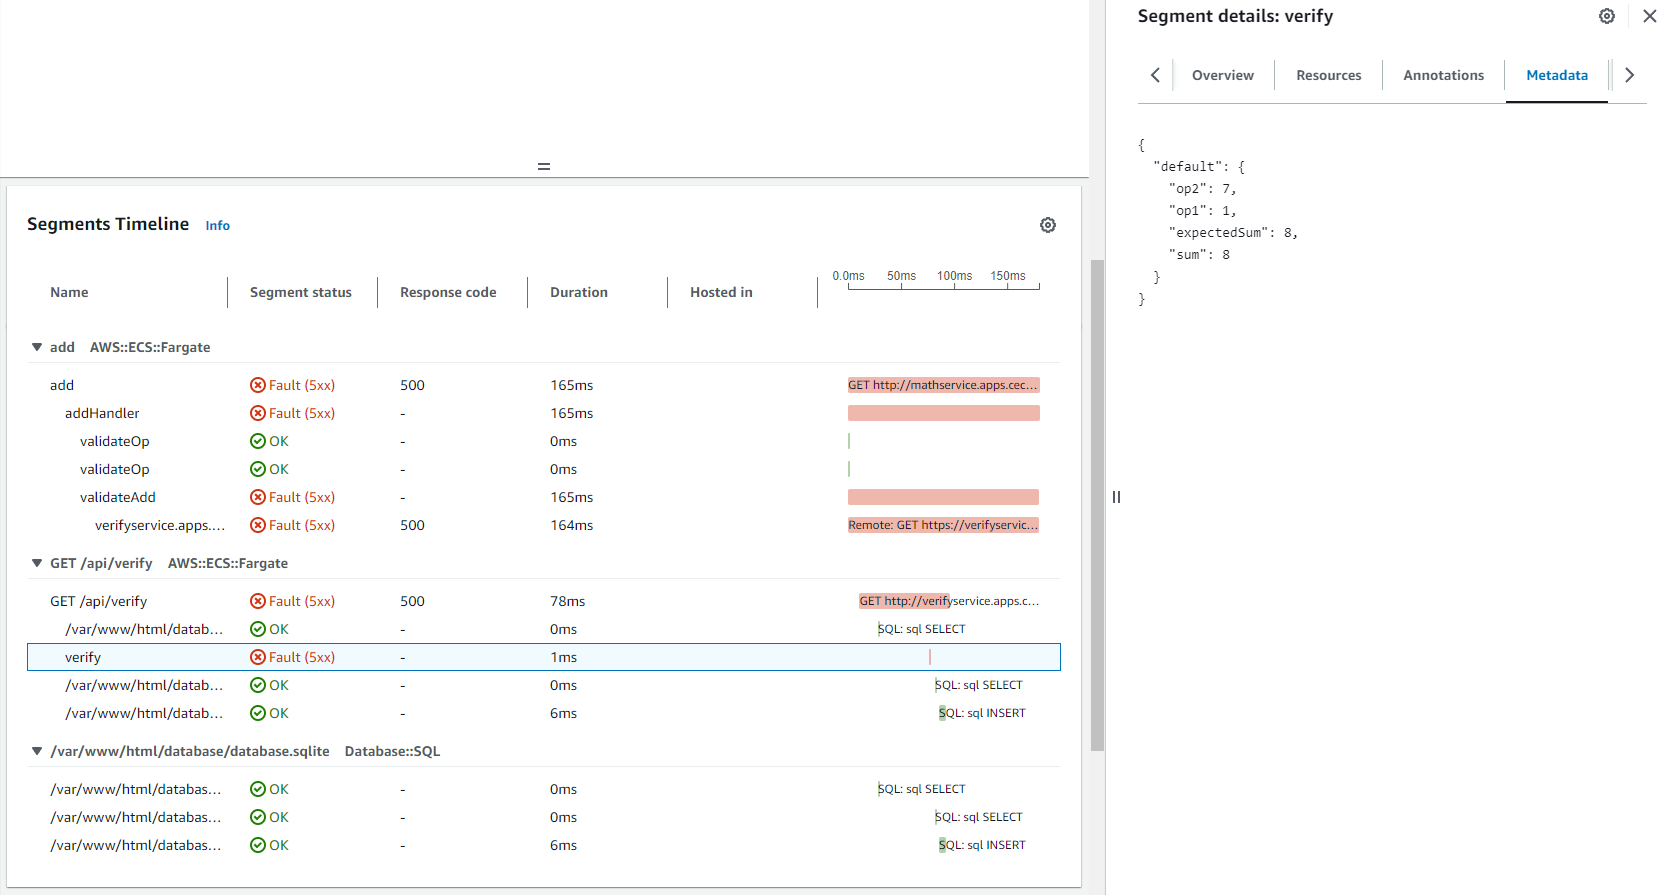 Segment details: verify
Overview
Resources
Annotations
Metadata
{
"default": {
"op2": 7,
"op1": 1,
"expectedSum": 8,
"sum": 8
}
}
Segments Timeline Info
Name Segment status Response code Duration Hosted in 0.0ms 50ms 100ms 150ms
add AWS::ECS::Fargate
add Fault (5xx) 500 165ms GET http://mathservice.apps.cec...
addHandler Fault (5xx) - 165ms
validateOp OK - 0ms
validateOp OK - 0ms
validateAdd Fault (5xx) - 165ms
verifyservice.apps.... Fault (5xx) 500 164ms Remote: GET https://verifyservic...
GET /api/verify AWS::ECS::Fargate
GET /api/verify Fault (5xx) 500 78ms GET http://verifyservice.apps.c...
/var/www/html/datab... OK - 0ms SQL: sql SELECT
verify Fault (5xx) - 1ms
/var/www/html/datab... OK - 0ms SQL: sql SELECT
/var/www/html/datab... OK - 6ms SQL: sql INSERT
/var/www/html/database/database.sqlite Database::SQL
/var/www/html/databas... OK - 0ms SQL: sql SELECT
/var/www/html/databas... OK - 0ms SQL: sql SELECT
/var/www/html/databas... OK - 6ms SQL: sql INSERT